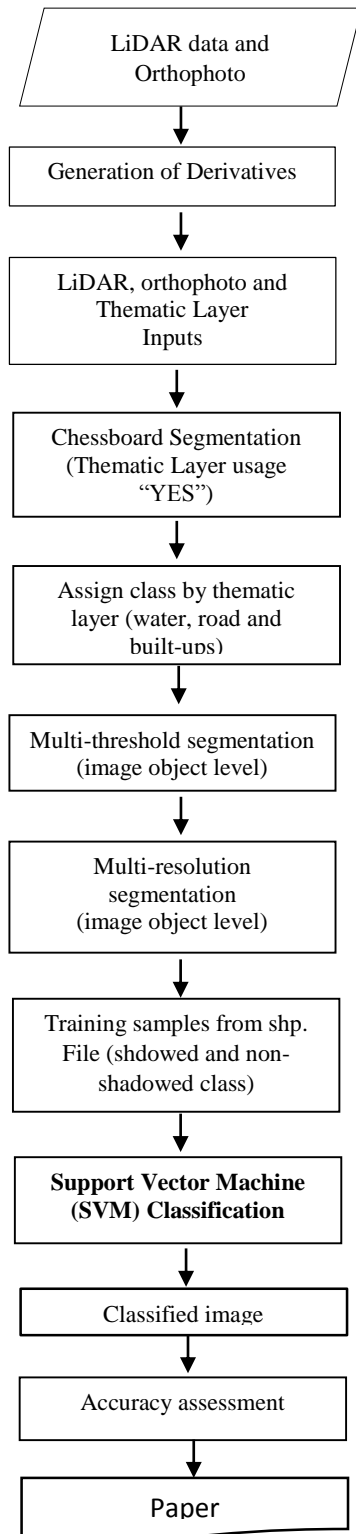 LiDAR data and
Orthophoto
Generation of Derivatives
LiDAR, orthophoto and
Thematic Layer
Inputs
Chessboard Segmentation
(Thematic Layer usage
“YES”)
Assign class by thematic
layer (water, road and
built-ups)
Multi-threshold segmentation
(image object level)
Multi-resolution
segmentation
(image object level)
Training samples from shp.
File (shdowed and non-
shadowed class)
Support Vector Machine
(SVM) Classification
Classified image
Accuracy assessment
Paper